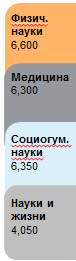 Физич.
науки
6,600
Медицина
6,300
Социогум.
науки
6,350
Науки и
жизни
4,050